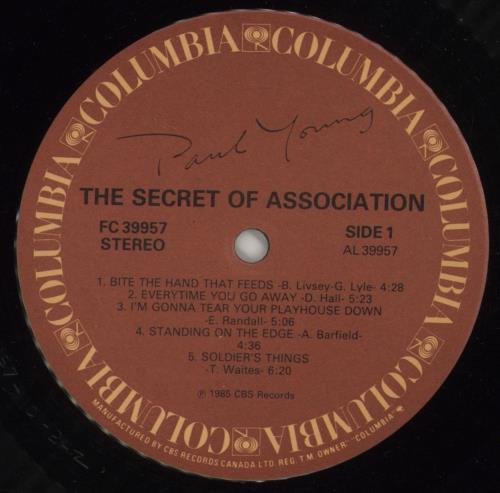 COLUMBIA COLUMBIA COLUMBIA COLUMBIA COLUMBIA COLUMBIA
Paul Young
THE SECRET OF ASSOCIATION
FC 39957
STEREO
SIDE 1
AL 39957
1. BITE THE HAND THAT FEEDS -B. Livsey-G. Lyle- 4:28
2. EVERYTIME YOU GO AWAY -D. Hall- 5:23
3. I'M GONNA TEAR YOUR PLAYHOUSE DOWN
-E. Randall- 5:06
4. STANDING ON THE EDGE -A. Barfield-
4:36
5. SOLDIER'S THINGS
-T. Waites- 6:20
℗ 1985 CBS Records
MANUFACTURED BY CBS RECORDS CANADA LTD. REG. T.M. OWNER: "COLUMBIA"